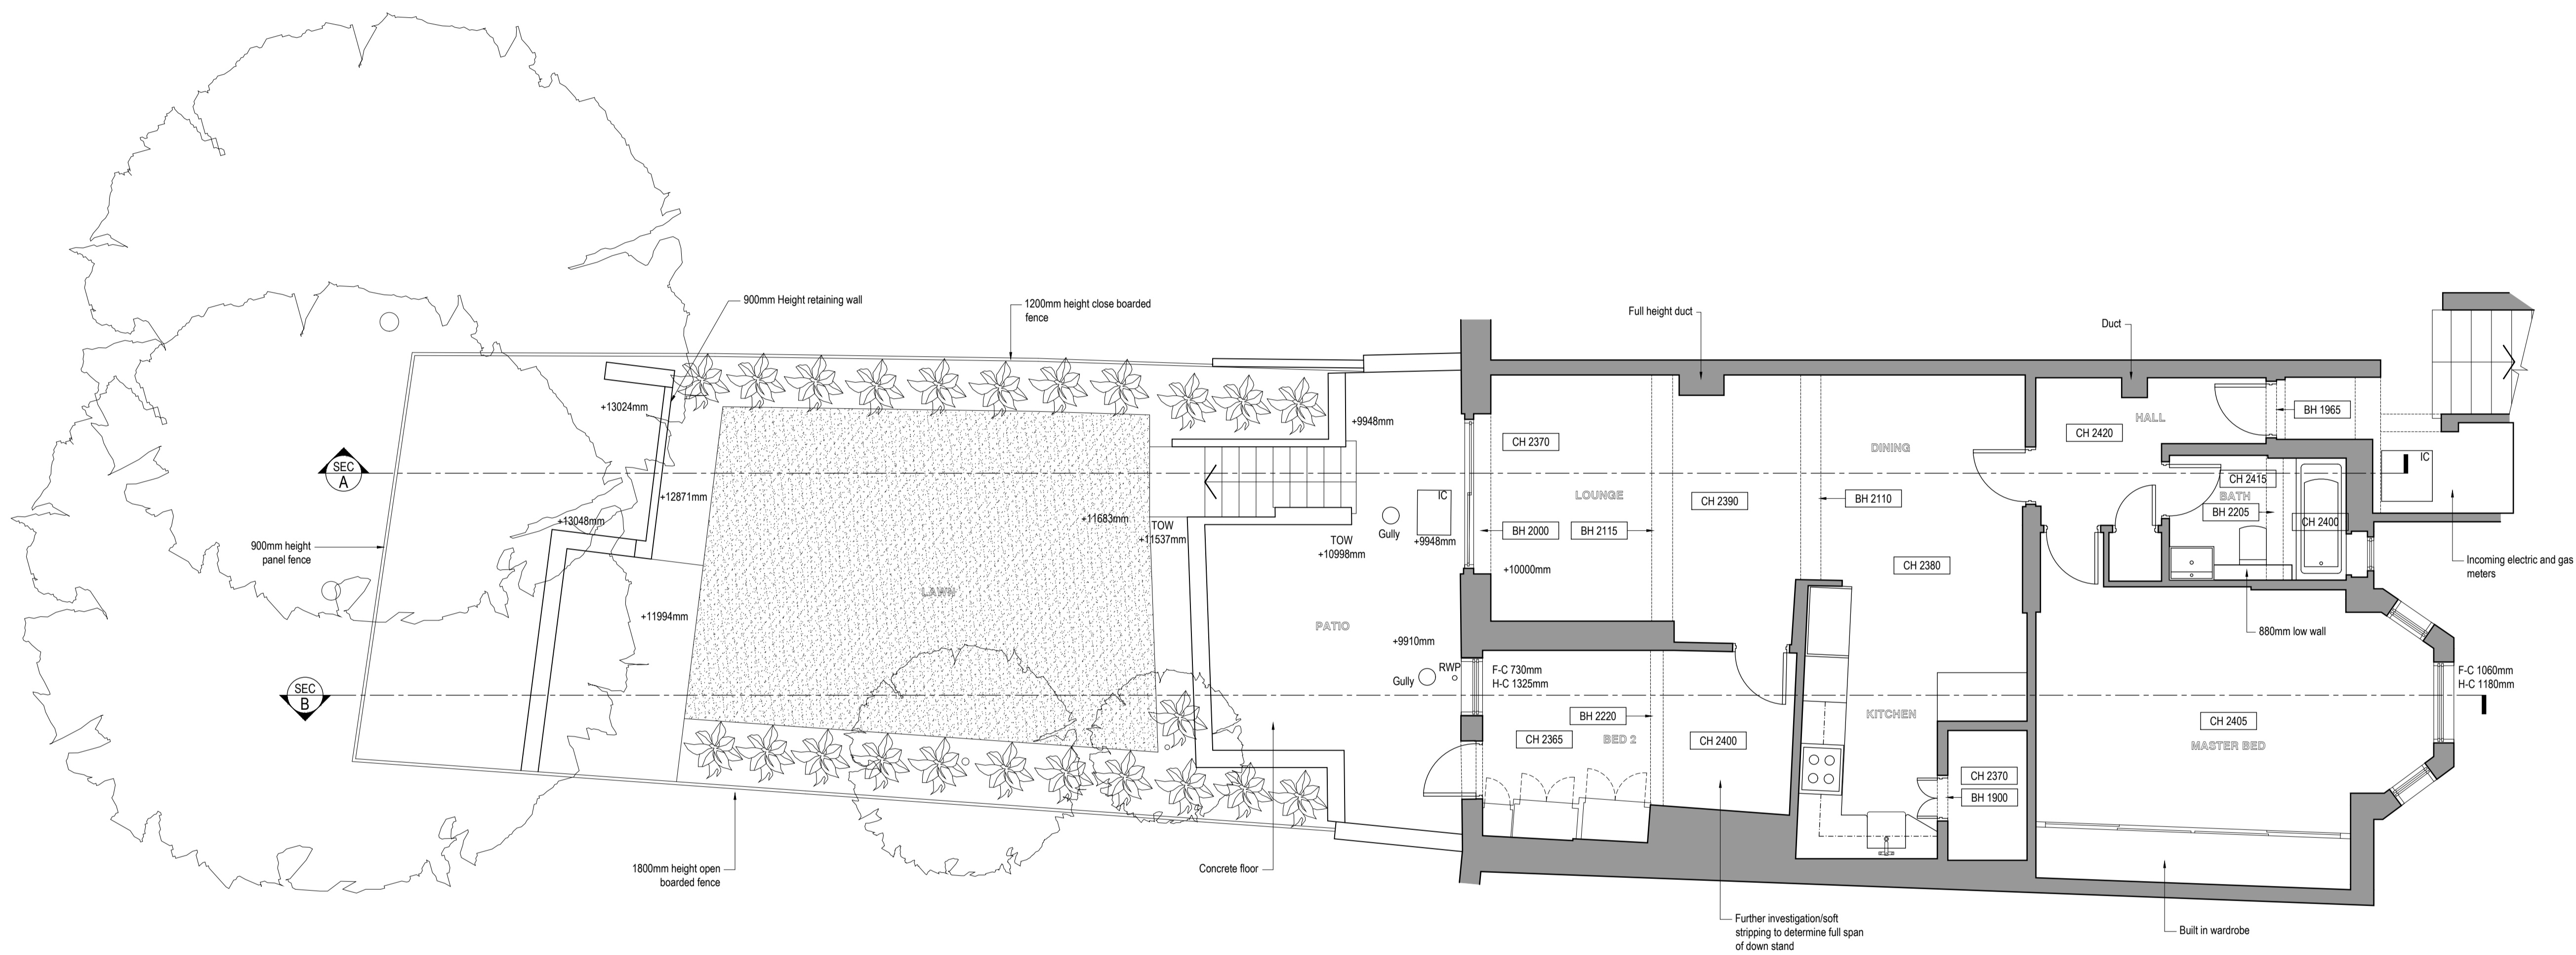 900mm Height retaining wall
1200mm height close boarded
fence
Full height duct
Duct
+13024mm
+9948mm
BH 1965
HALL
CH 2420
CH 2370
DINING
SEC
A
IC
CH 2415
BATH
LOUNGE
CH 2390
BH 2110
IC
+12871mm
BH 2205
+13048mm
+11683mm
TOW
+11537mm
Gully
BH 2000
BH 2115
CH 2400
TOW
+10998mm
+9948mm
900mm height
panel fence
Incoming electric and gas
meters
+10000mm
CH 2380
LAWN
+11994mm
PATIO
+9910mm
880mm low wall
RWP
Gully
F-C 730mm
H-C 1325mm
F-C 1060mm
H-C 1180mm
SEC
B
BH 2220
KITCHEN
CH 2405
CH 2365
BED 2
CH 2400
MASTER BED
CH 2370
BH 1900
1800mm height open
boarded fence
Concrete floor
Further investigation/soft
stripping to determine full span
of down stand
Built in wardrobe